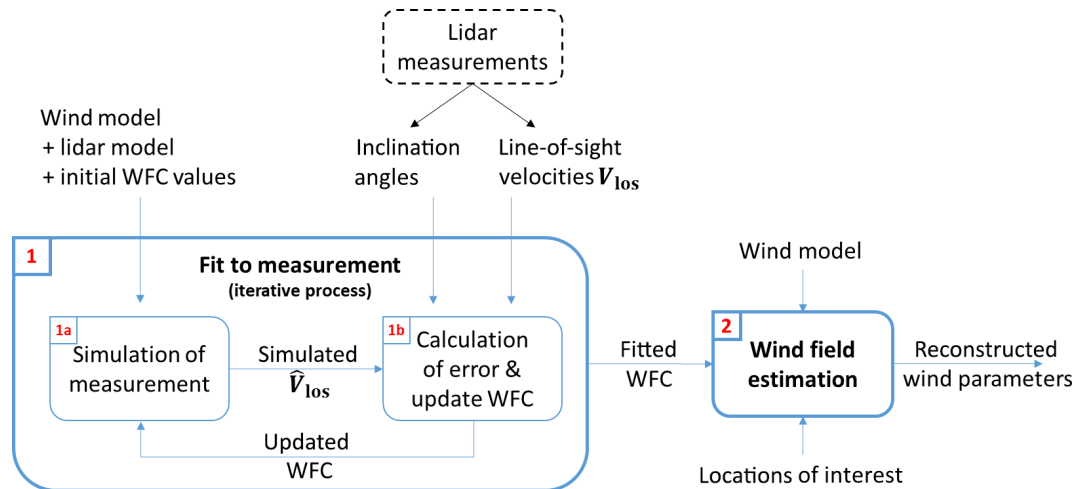 Lidar
measurements
Wind model
+ lidar model
+ initial WFC values
Inclination
angles
Line-of-sight
velocities V_los
1
Fit to measurement
(iterative process)
1a
Simulation of
measurement
Simulated
V̂_los
1b
Calculation
of error &
update WFC
Updated
WFC
Fitted
WFC
Wind model
2
Wind field
estimation
Reconstructed
wind parameters
Locations of interest